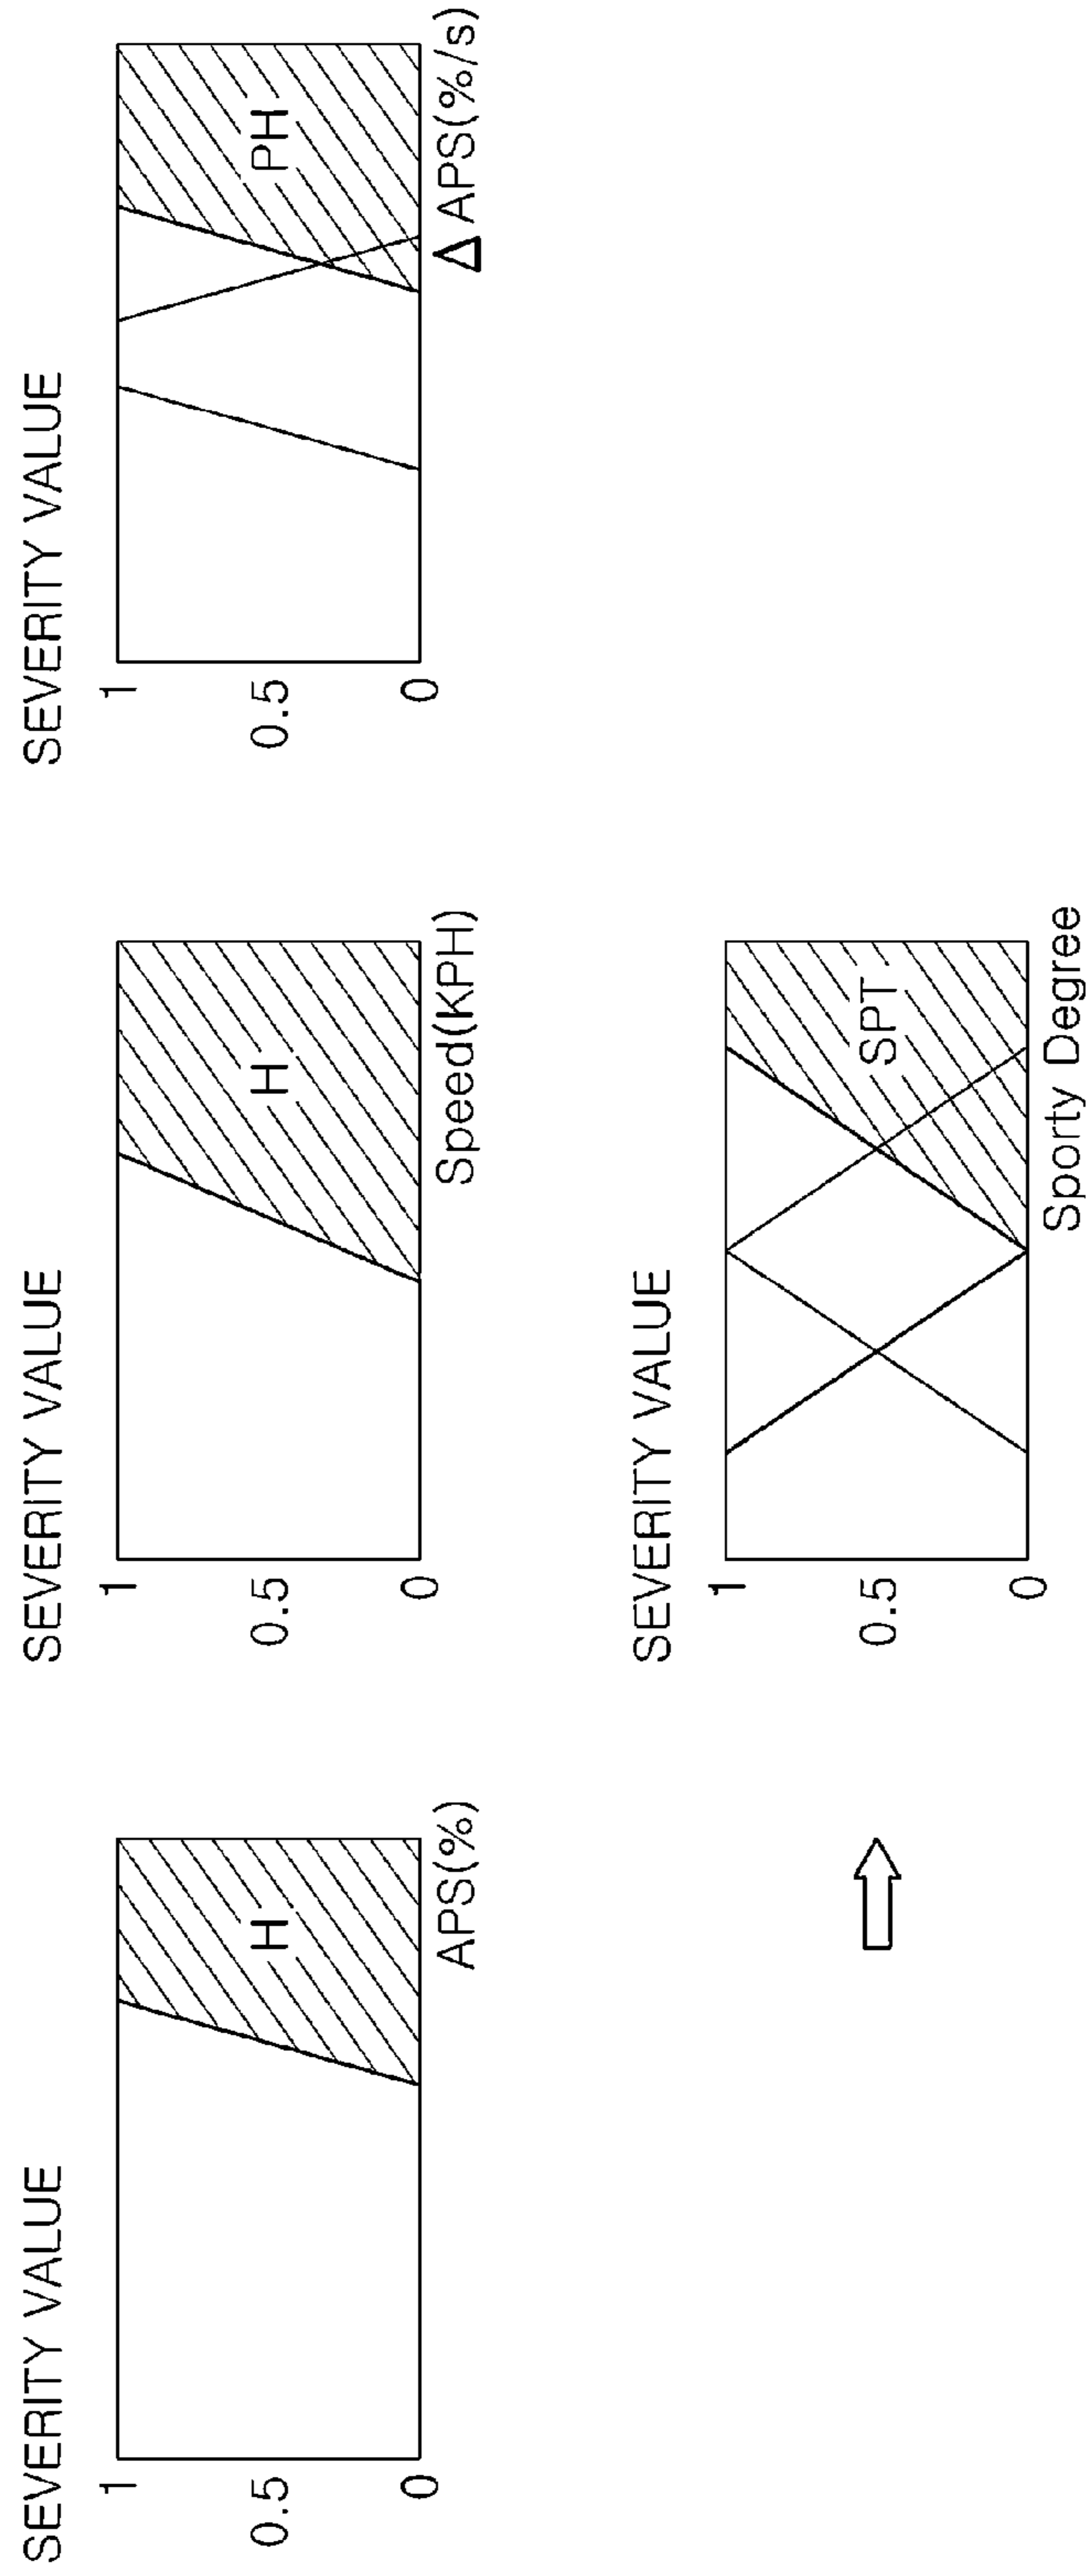 SEVERITY VALUE
1
0.5
0
H
APS(%)
SEVERITY VALUE
1
0.5
0
H
Speed(KPH)
SEVERITY VALUE
1
0.5
0
PH
Δ APS(%/s)
SEVERITY VALUE
1
0.5
0
SPT
Sporty Degree